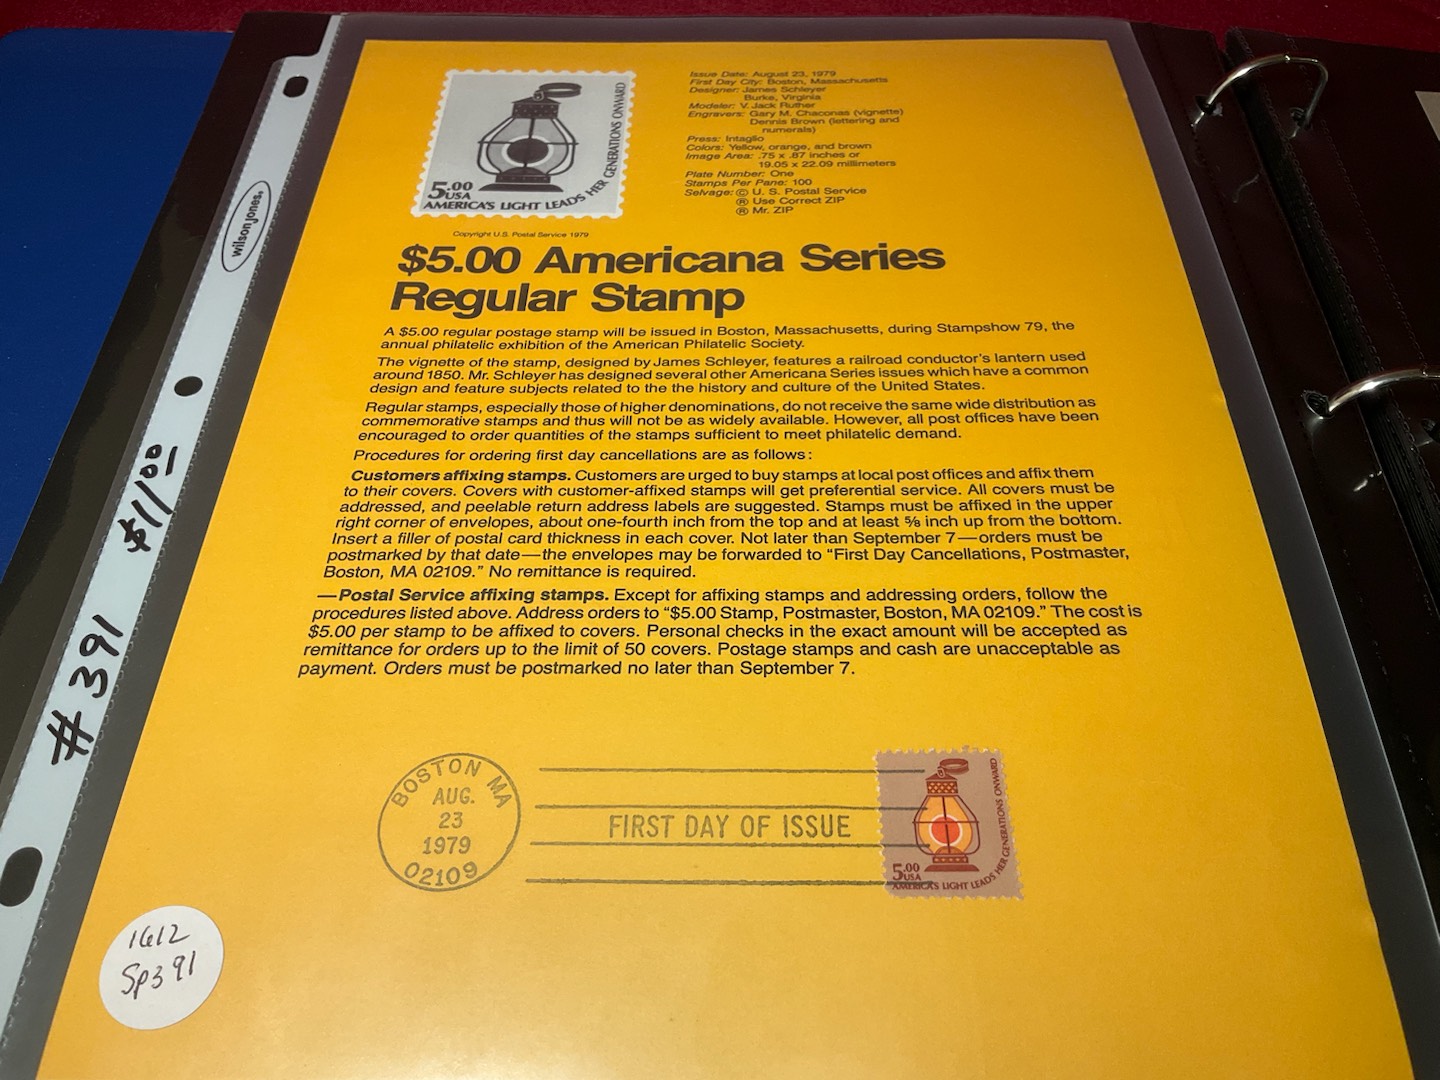 5.00
USA
AMERICA'S LIGHT LEADS HER GENERATIONS ONWARD
Copyright U.S. Postal Service 1979
Issue Date: August 23, 1979
First Day City: Boston, Massachusetts
Designer: James Schleyer
Burke, Virginia
Modeler: V. Jack Ruther
Engravers: Gary M. Chaconas (vignette)
Dennis Brown (lettering and
numerals)
Press: Intaglio
Colors: Yellow, orange, and brown
Image Area: .75 x .87 inches or
19.05 x 22.09 millimeters
Plate Number: One
Stamps Per Pane: 100
Selvage: © U. S. Postal Service
® Use Correct ZIP
® Mr. ZIP
$5.00 Americana Series
Regular Stamp
A $5.00 regular postage stamp will be issued in Boston, Massachusetts, during Stampshow 79, the
annual philatelic exhibition of the American Philatelic Society.
The vignette of the stamp, designed by James Schleyer, features a railroad conductor's lantern used
around 1850. Mr. Schleyer has designed several other Americana Series issues which have a common
design and feature subjects related to the the history and culture of the United States.
Regular stamps, especially those of higher denominations, do not receive the same wide distribution as
commemorative stamps and thus will not be as widely available. However, all post offices have been
encouraged to order quantities of the stamps sufficient to meet philatelic demand.
Procedures for ordering first day cancellations are as follows:
Customers affixing stamps. Customers are urged to buy stamps at local post offices and affix them
to their covers. Covers with customer-affixed stamps will get preferential service. All covers must be
addressed, and peelable return address labels are suggested. Stamps must be affixed in the upper
right corner of envelopes, about one-fourth inch from the top and at least ⅝ inch up from the bottom.
Insert a filler of postal card thickness in each cover. Not later than September 7—orders must be
postmarked by that date—the envelopes may be forwarded to "First Day Cancellations, Postmaster,
Boston, MA 02109." No remittance is required.
—Postal Service affixing stamps. Except for affixing stamps and addressing orders, follow the
procedures listed above. Address orders to "$5.00 Stamp, Postmaster, Boston, MA 02109." The cost is
$5.00 per stamp to be affixed to covers. Personal checks in the exact amount will be accepted as
remittance for orders up to the limit of 50 covers. Postage stamps and cash are unacceptable as
payment. Orders must be postmarked no later than September 7.
BOSTON MA
AUG.
23
1979
02109
FIRST DAY OF ISSUE
5.00
USA
AMERICA'S LIGHT LEADS HER GENERATIONS ONWARD
wilson jones.
#391 $11.00
1612
Sp391